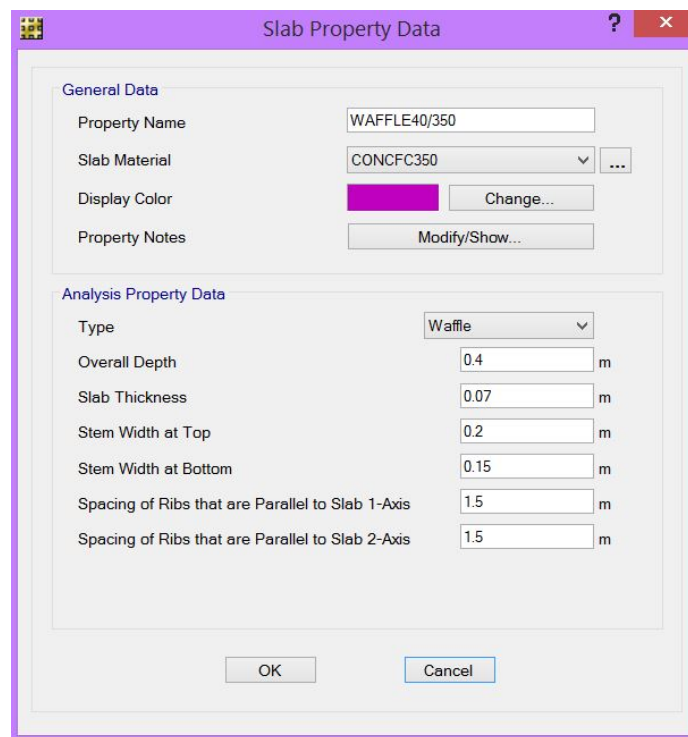 Slab Property Data
? ×
General Data
Property Name WAFFLE40/350
Slab Material CONCFC350 ...
Display Color Change...
Property Notes Modify/Show...
Analysis Property Data
Type Waffle
Overall Depth 0.4 m
Slab Thickness 0.07 m
Stem Width at Top 0.2 m
Stem Width at Bottom 0.15 m
Spacing of Ribs that are Parallel to Slab 1-Axis 1.5 m
Spacing of Ribs that are Parallel to Slab 2-Axis 1.5 m
OK Cancel